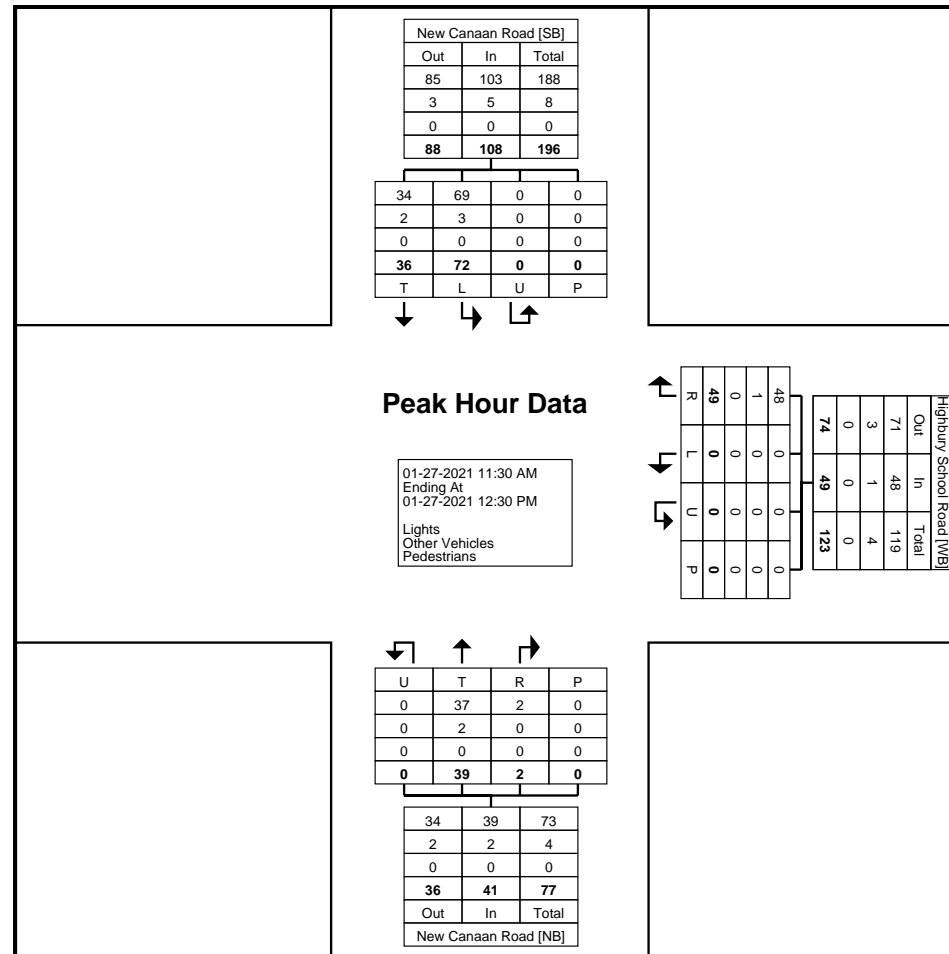 New Canaan Road [SB]
Out In Total
85 103 188
3 5 8
0 0 0
88 108 196
34 69 0 0
2 3 0 0
0 0 0 0
36 72 0 0
T L U P
Peak Hour Data
01-27-2021 11:30 AM
Ending At
01-27-2021 12:30 PM
Lights
Other Vehicles
Pedestrians
Highbury School Road [WB]
Out In Total
71 48 119
3 1 4
0 0 0
74 49 123
48 0 0 0
1 0 0 0
0 0 0 0
49 0 0 0
R L U P
U T R P
0 37 2 0
0 2 0 0
0 0 0 0
0 39 2 0
34 39 73
2 2 4
0 0 0
36 41 77
Out In Total
New Canaan Road [NB]